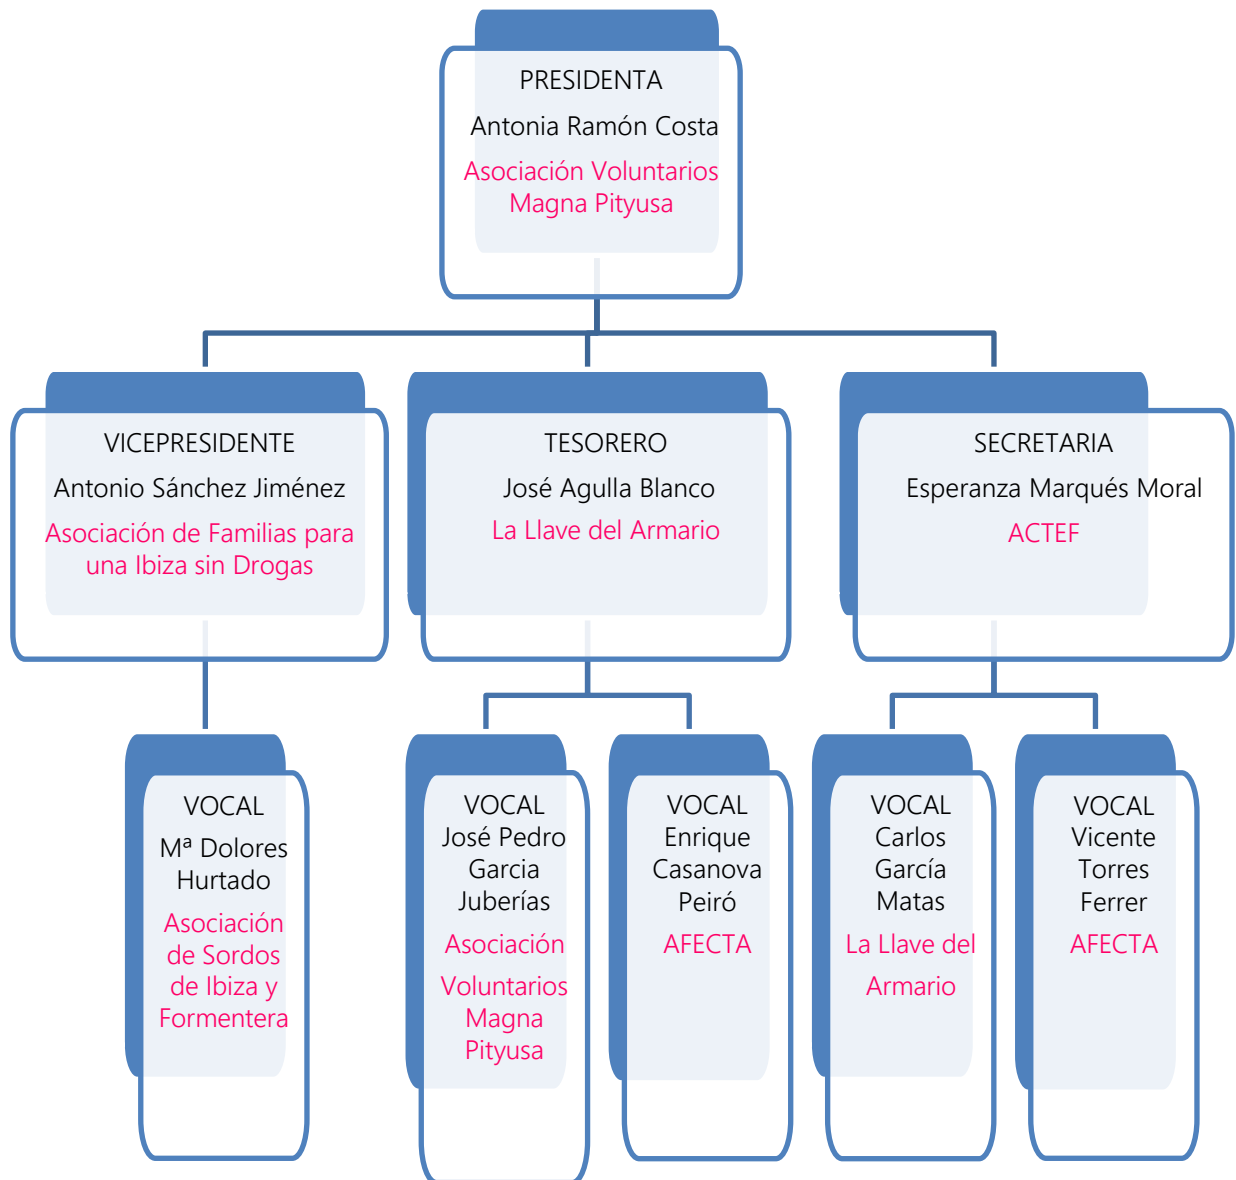 PRESIDENTA
Antonia Ramón Costa
Asociación Voluntarios
Magna Pityusa
VICEPRESIDENTE
Antonio Sánchez Jiménez
Asociación de Familias para
una Ibiza sin Drogas
TESORERO
José Agulla Blanco
La Llave del Armario
SECRETARIA
Esperanza Marqués Moral
ACTEF
VOCAL
Mª Dolores
Hurtado
Asociación
de Sordos
de Ibiza y
Formentera
VOCAL
José Pedro
Garcia
Juberías
Asociación
Voluntarios
Magna
Pityusa
VOCAL
Enrique
Casanova
Peiró
AFECTA
VOCAL
Carlos
García
Matas
La Llave del
Armario
VOCAL
Vicente
Torres
Ferrer
AFECTA